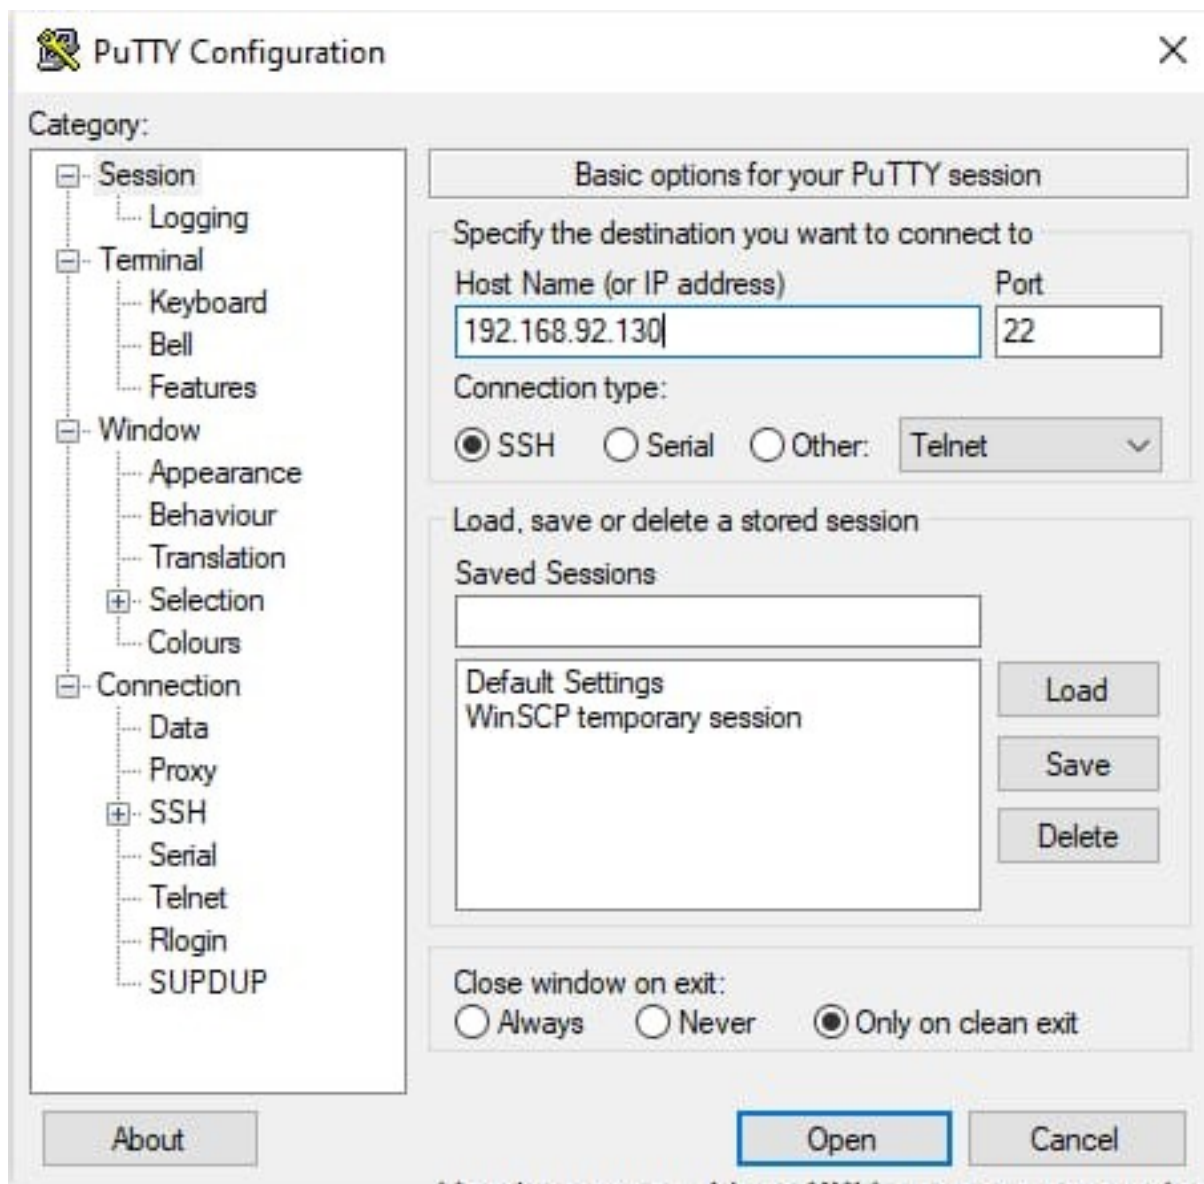 PuTTY Configuration
Category:
Session
Logging
Terminal
Keyboard
Bell
Features
Window
Appearance
Behaviour
Translation
Selection
Colours
Connection
Data
Proxy
SSH
Serial
Telnet
Rlogin
SUPDUP
Basic options for your PuTTY session
Specify the destination you want to connect to
Host Name (or IP address) Port
192.168.92.130 22
Connection type:
SSH Serial Other: Telnet
Load, save or delete a stored session
Saved Sessions
Default Settings
WinSCP temporary session
Load
Save
Delete
Close window on exit:
Always Never Only on clean exit
About Open Cancel